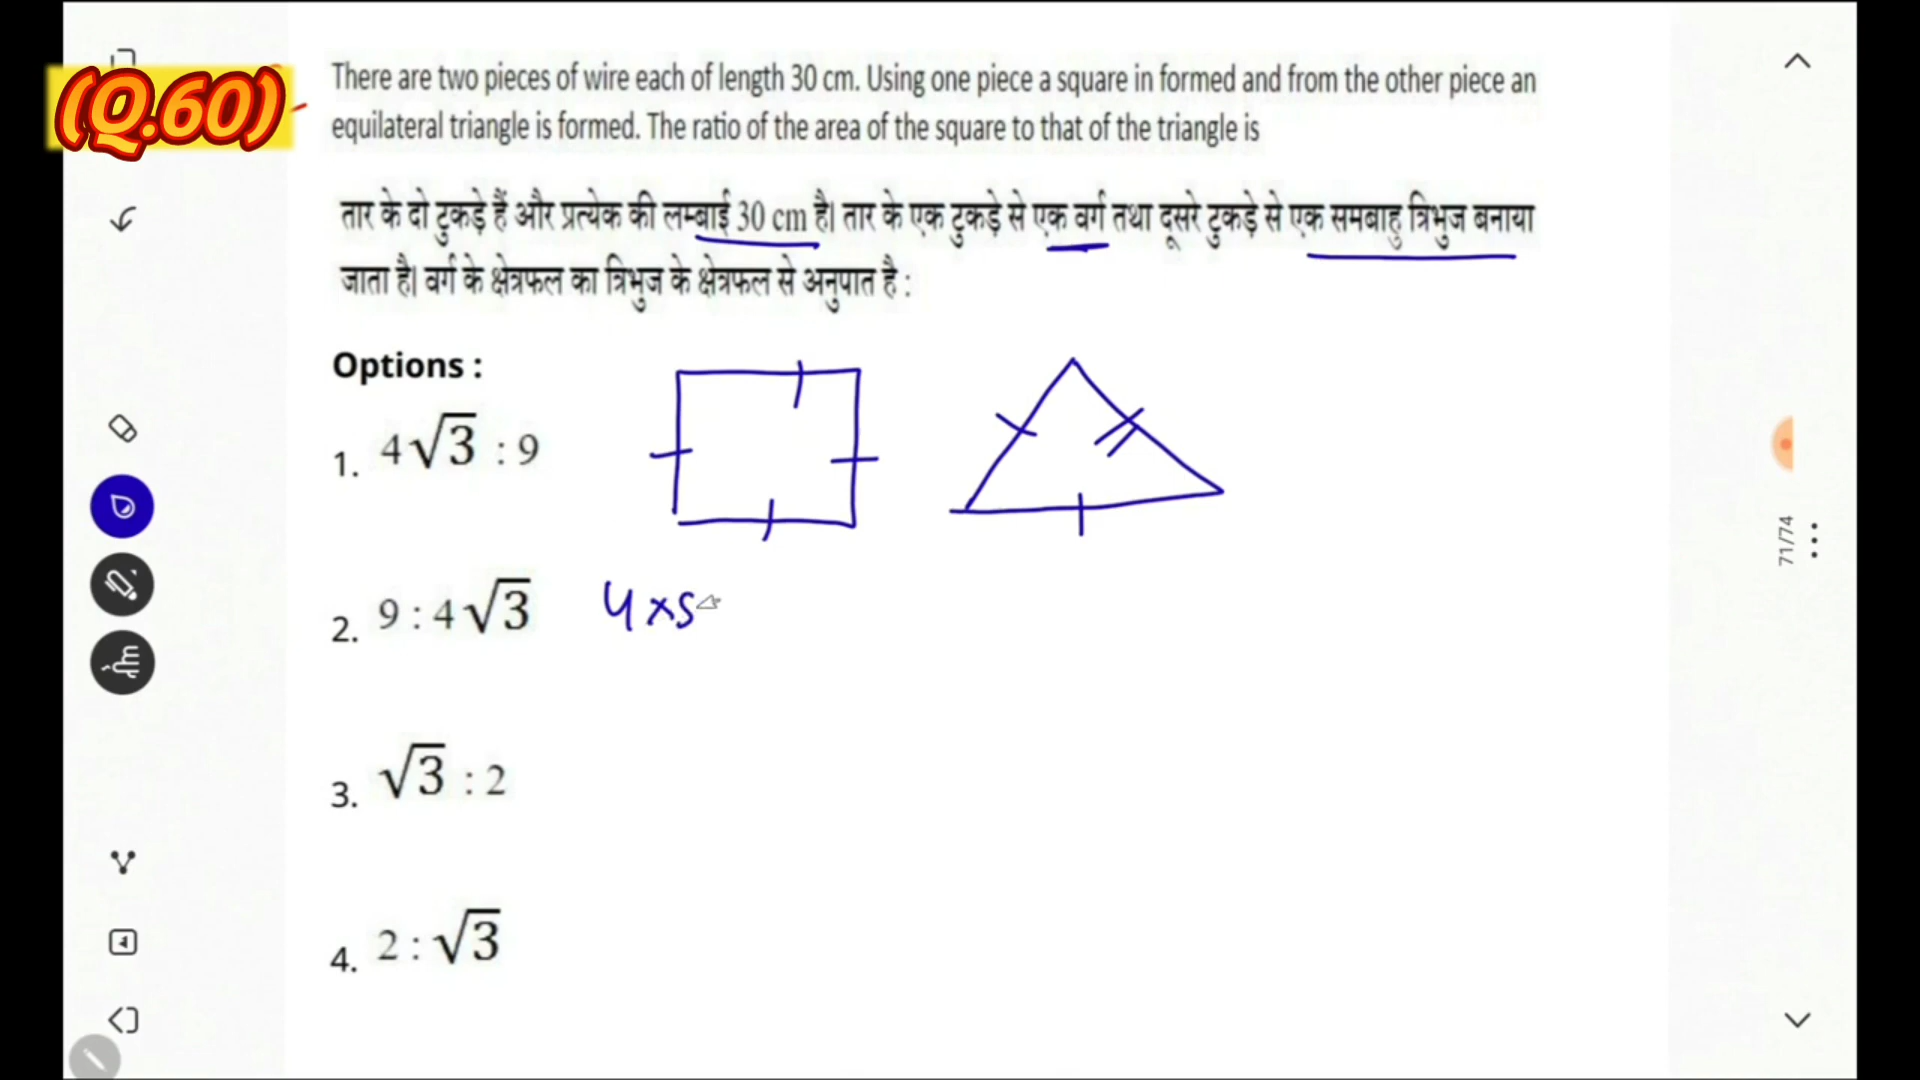 (Q.60)
There are two pieces of wire each of length 30 cm. Using one piece a square in formed and from the other piece an
equilateral triangle is formed. The ratio of the area of the square to that of the triangle is
तार के दो टुकड़े हैं और प्रत्येक की लम्बाई 30 cm है। तार के एक टुकड़े से एक वर्ग तथा दूसरे टुकड़े से एक समबाहु त्रिभुज बनाया
जाता है। वर्ग के क्षेत्रफल का त्रिभुज के क्षेत्रफल से अनुपात है :
Options :
1. 4√3 : 9
2. 9 : 4√3
4 × s
3. √3 : 2
4. 2 : √3
71/74